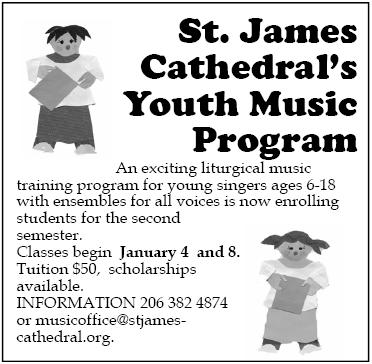 St. James
Cathedral's
Youth Music
Program
An exciting liturgical music
training program for young singers ages 6-18
with ensembles for all voices is now enrolling
students for the second
semester.
Classes begin January 4 and 8.
Tuition $50, scholarships
available.
INFORMATION 206 382 4874
or musicoffice@stjames-
cathedral.org.